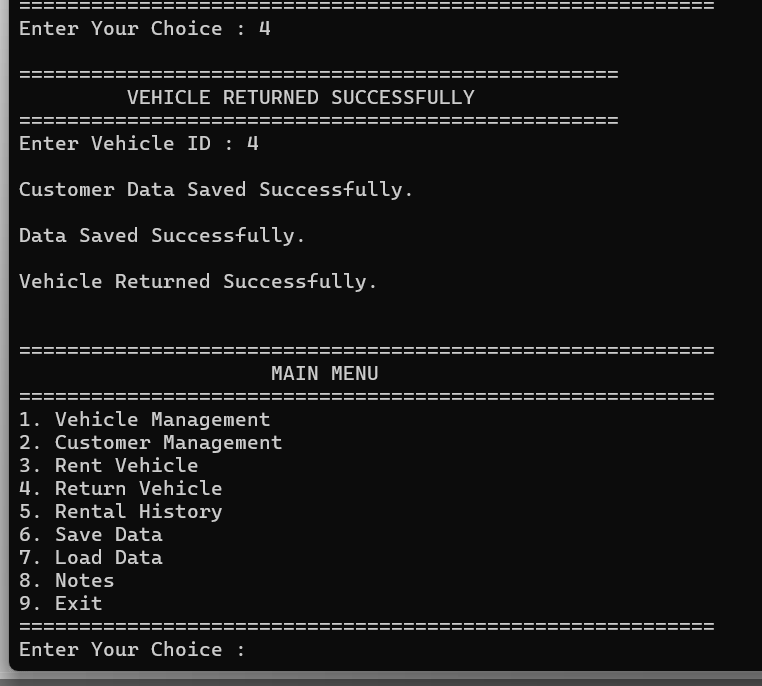 ==========================================================
Enter Your Choice : 4
==================================================
VEHICLE RETURNED SUCCESSFULLY
==================================================
Enter Vehicle ID : 4
Customer Data Saved Successfully.
Data Saved Successfully.
Vehicle Returned Successfully.
==========================================================
MAIN MENU
==========================================================
1. Vehicle Management
2. Customer Management
3. Rent Vehicle
4. Return Vehicle
5. Rental History
6. Save Data
7. Load Data
8. Notes
9. Exit
==========================================================
Enter Your Choice :